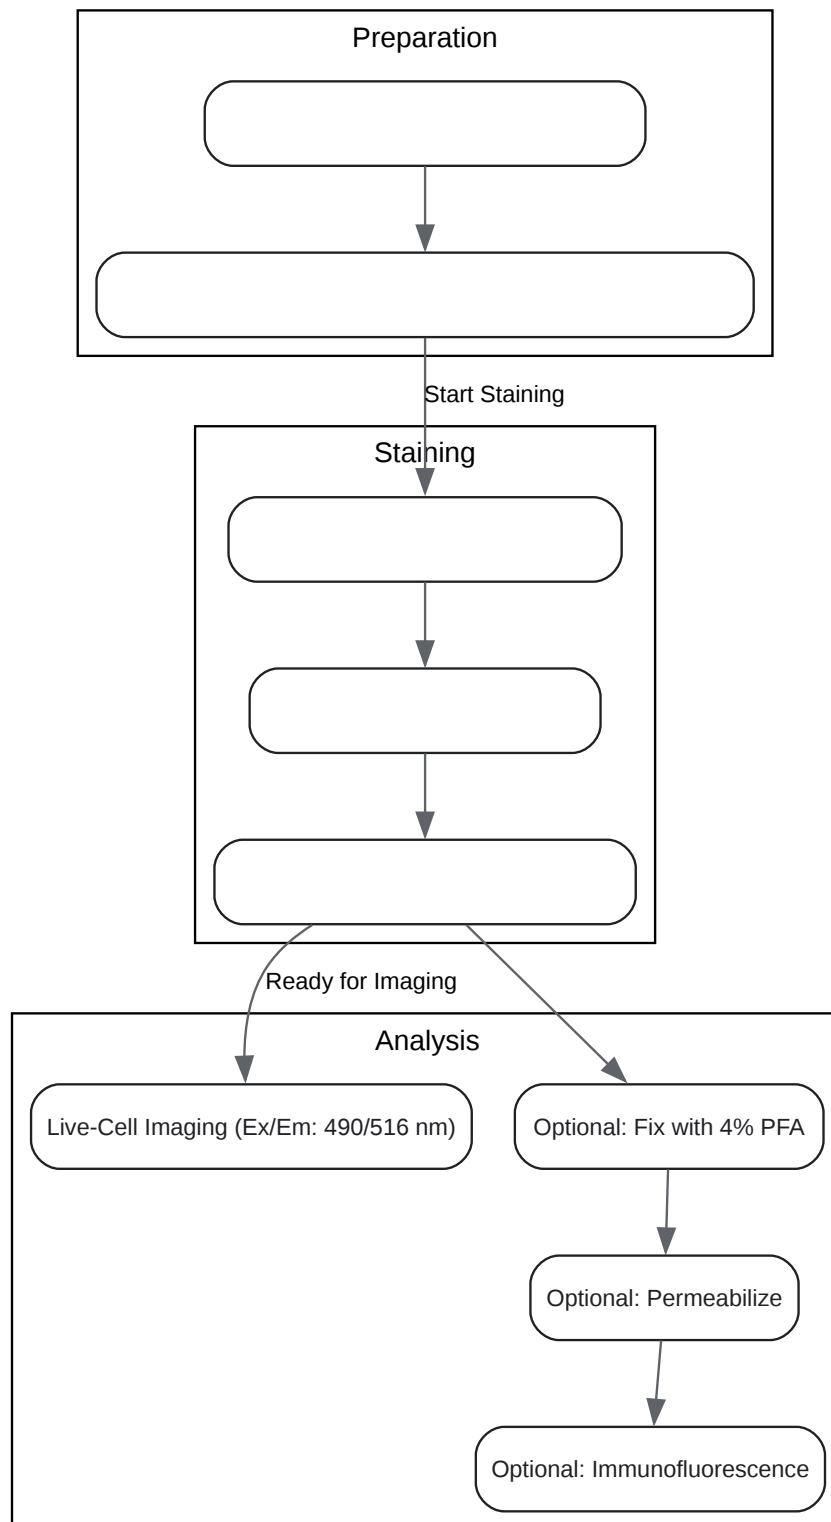 Preparation
Start Staining
Staining
Ready for Imaging
Analysis
Live-Cell Imaging (Ex/Em: 490/516 nm)
Optional: Fix with 4% PFA
Optional: Permeabilize
Optional: Immunofluorescence